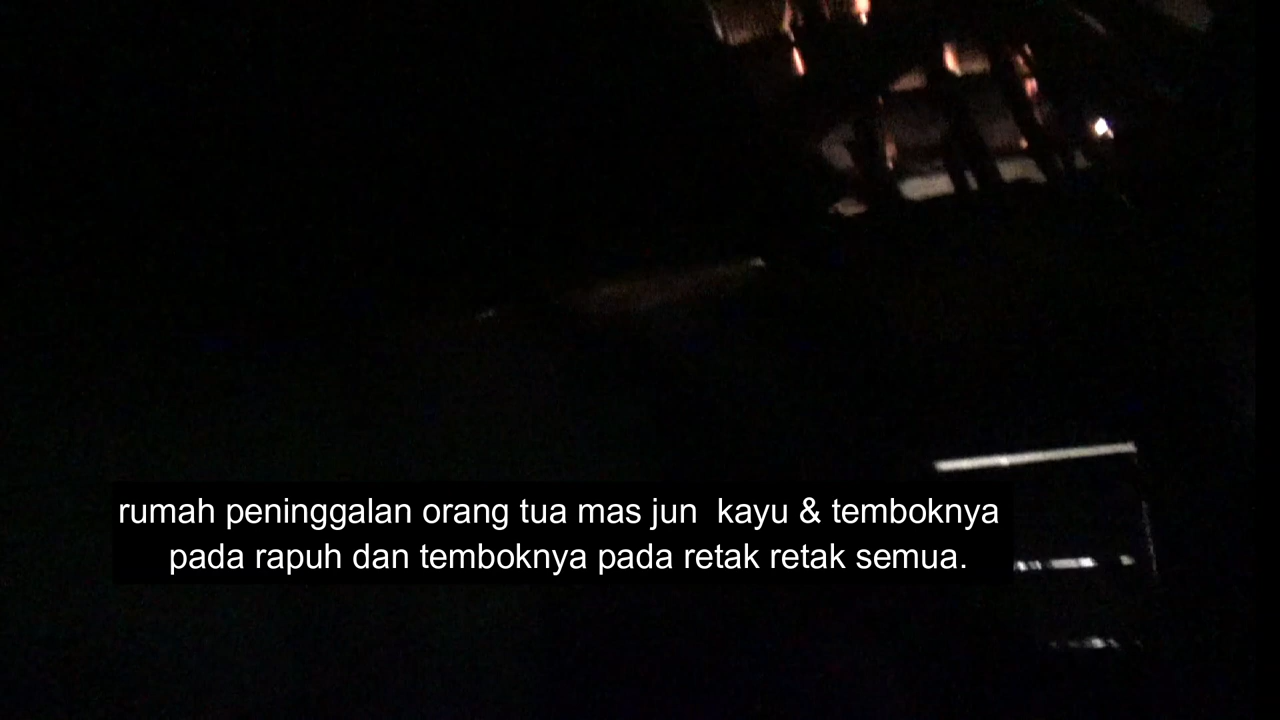 rumah peninggalan orang tua mas jun  kayu & temboknya
pada rapuh dan temboknya pada retak retak semua.